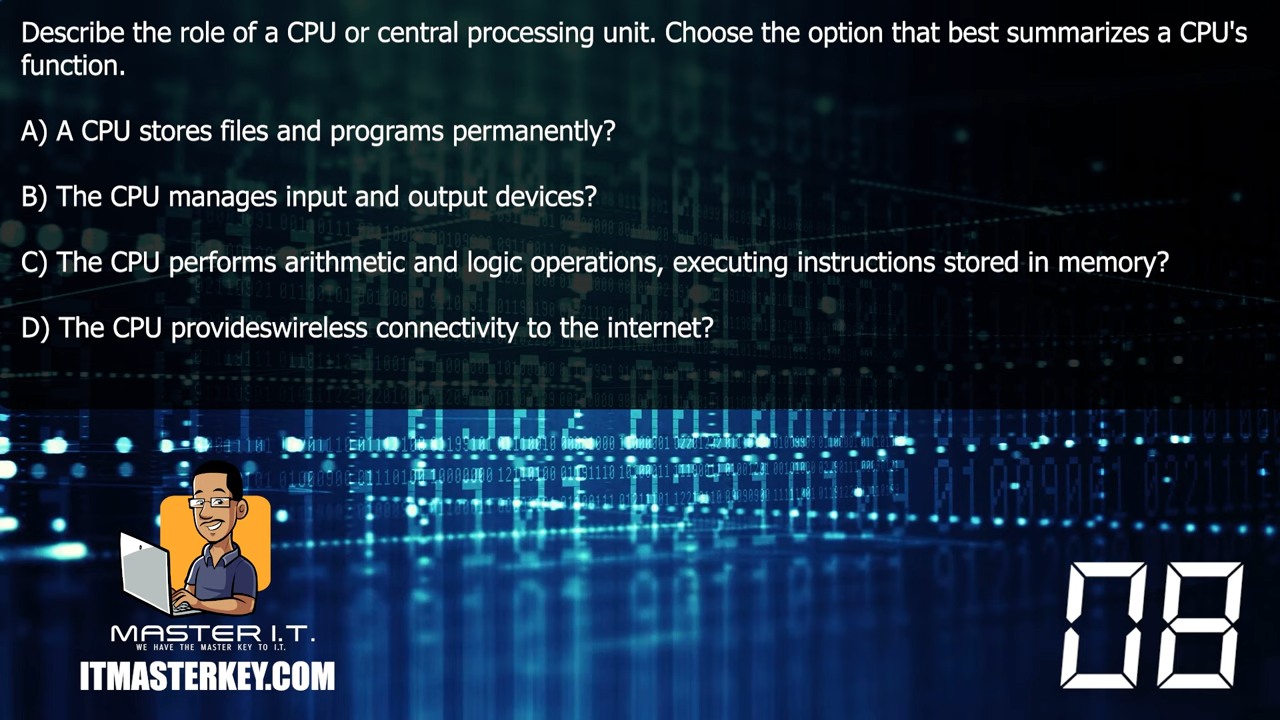 Describe the role of a CPU or central processing unit. Choose the option that best summarizes a CPU's
function.
A) A CPU stores files and programs permanently?
B) The CPU manages input and output devices?
C) The CPU performs arithmetic and logic operations, executing instructions stored in memory?
D) The CPU provideswireless connectivity to the internet?
MASTER I.T.
WE HAVE THE MASTER KEY TO I.T.
ITMASTERKEY.COM
08